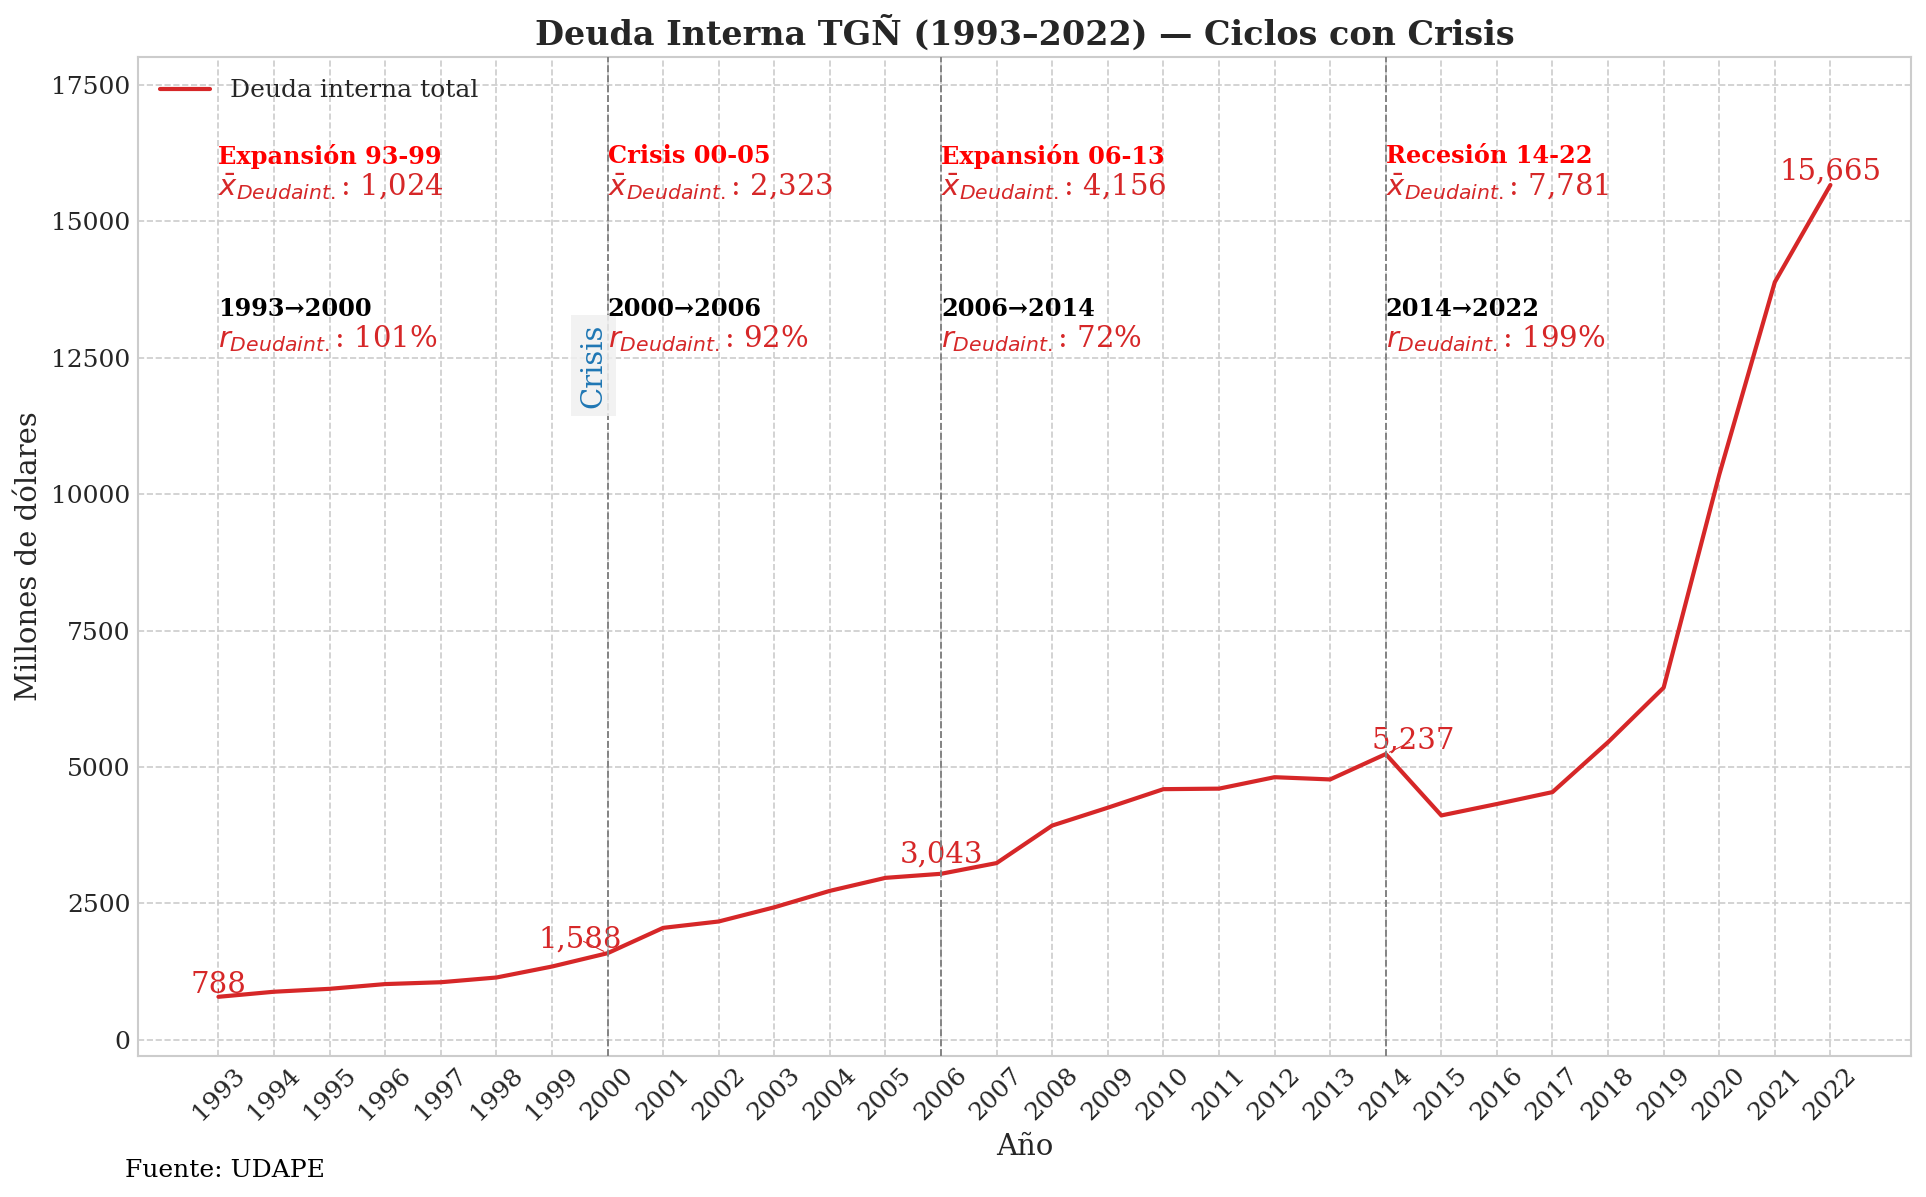 Deuda Interna TGÑ (1993–2022) — Ciclos con Crisis
Deuda interna total
17500
15000
12500
10000
7500
5000
2500
0
Millones de dólares
Expansión 93-99
x̄Deudaint.: 1,024
Crisis 00-05
x̄Deudaint.: 2,323
Expansión 06-13
x̄Deudaint.: 4,156
Recesión 14-22
x̄Deudaint.: 7,781
1993→2000
rDeudaint.: 101%
2000→2006
rDeudaint.: 92%
2006→2014
rDeudaint.: 72%
2014→2022
rDeudaint.: 199%
Crisis
788
1,588
3,043
5,237
15,665
1993 1994 1995 1996 1997 1998 1999 2000 2001 2002 2003 2004 2005 2006 2007 2008 2009 2010 2011 2012 2013 2014 2015 2016 2017 2018 2019 2020 2021 2022
Año
Fuente: UDAPE